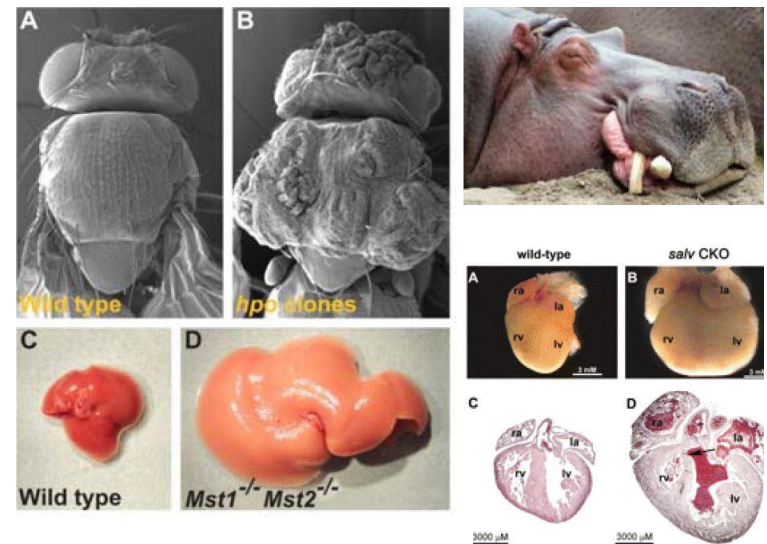 A
B
Wild type
hpo clones
C
D
Wild type
Mst1-/- Mst2-/-
wild-type
salv CKO
A
ra
la
rv
lv
3 mM
B
ra
la
rv
lv
3 mM
C
ra
la
rv
lv
3000 µM
D
ra
la
rv
lv
3000 µM